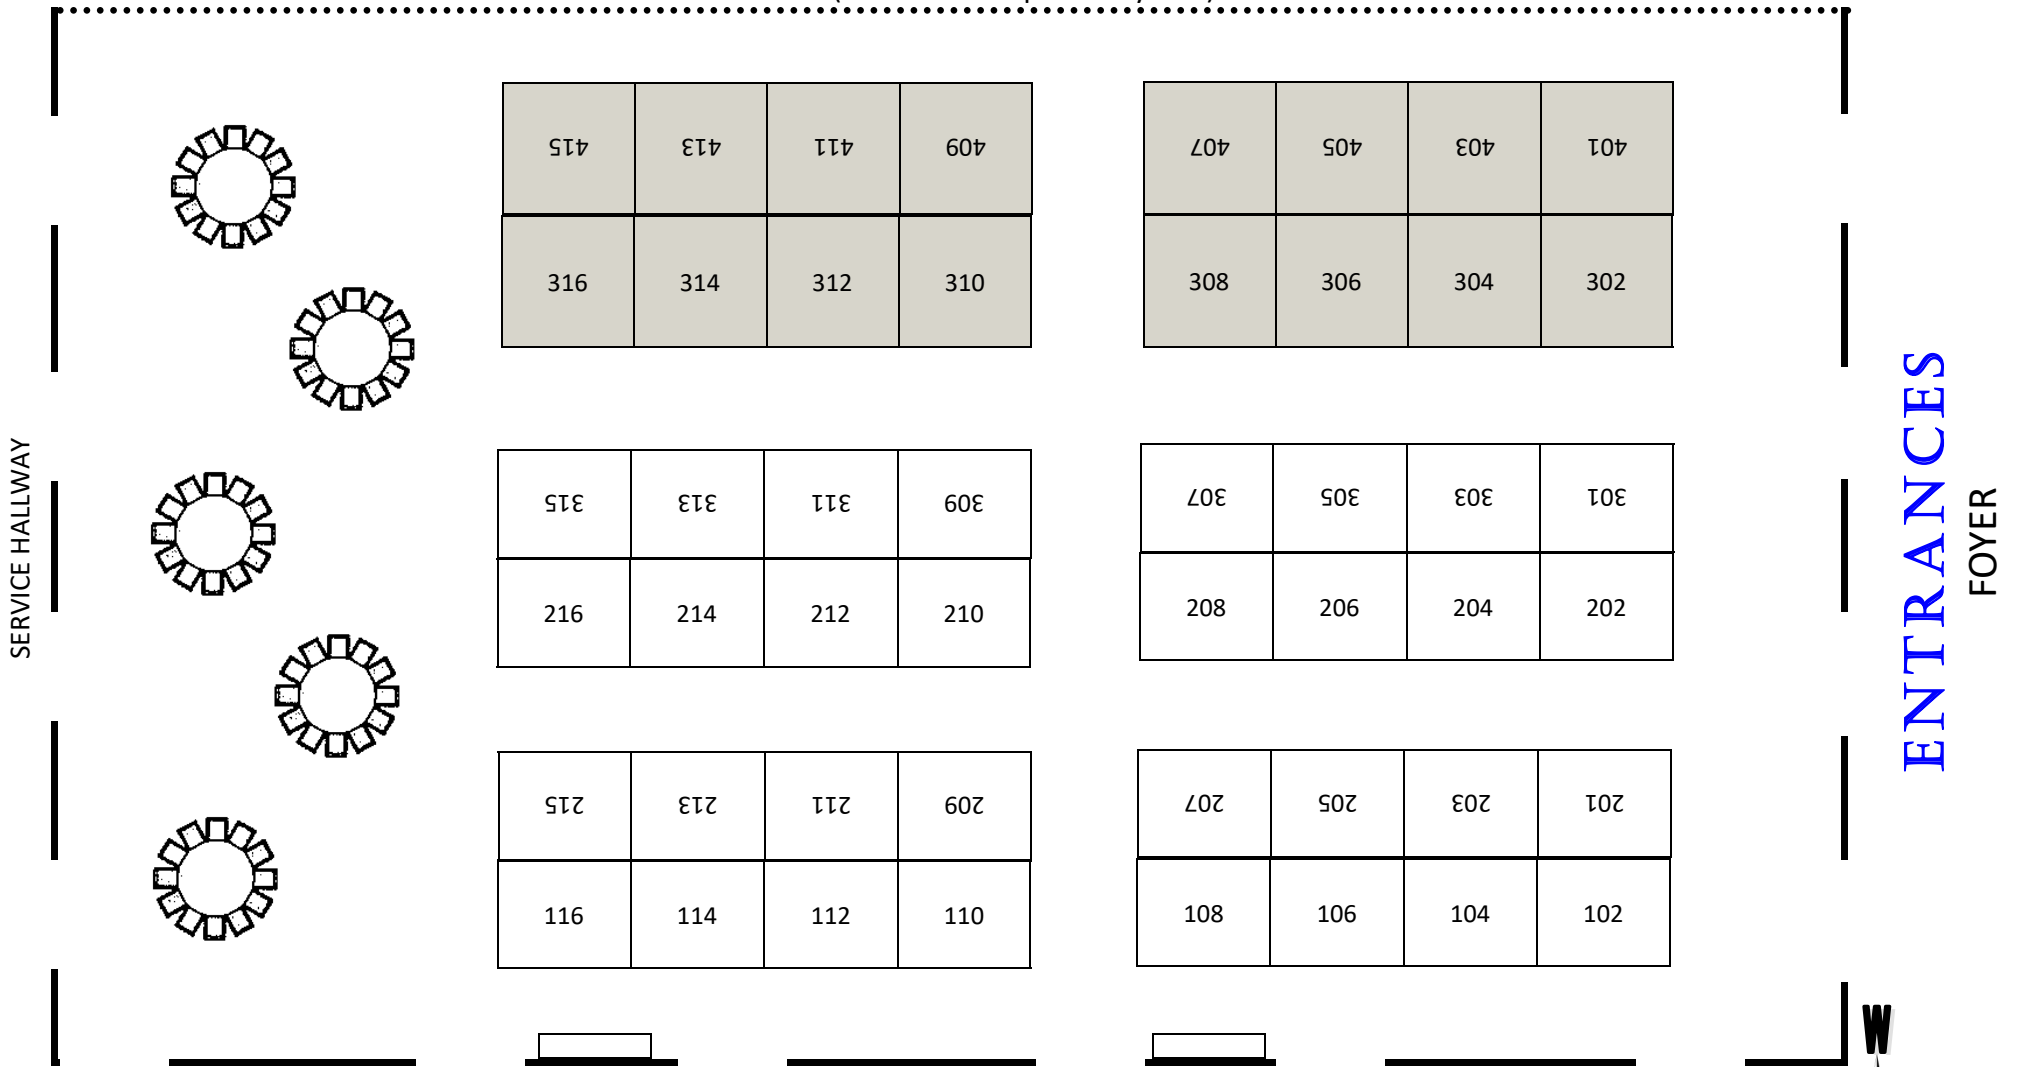 415 413 411 409 407 405 403 401
316 314 312 310 308 306 304 302
315 313 311 309 307 305 303 301
216 214 212 210 208 206 204 202
215 213 211 209 207 205 203 201
116 114 112 110 108 106 104 102
SERVICE HALLWAY
ENTRANCES
FOYER
W